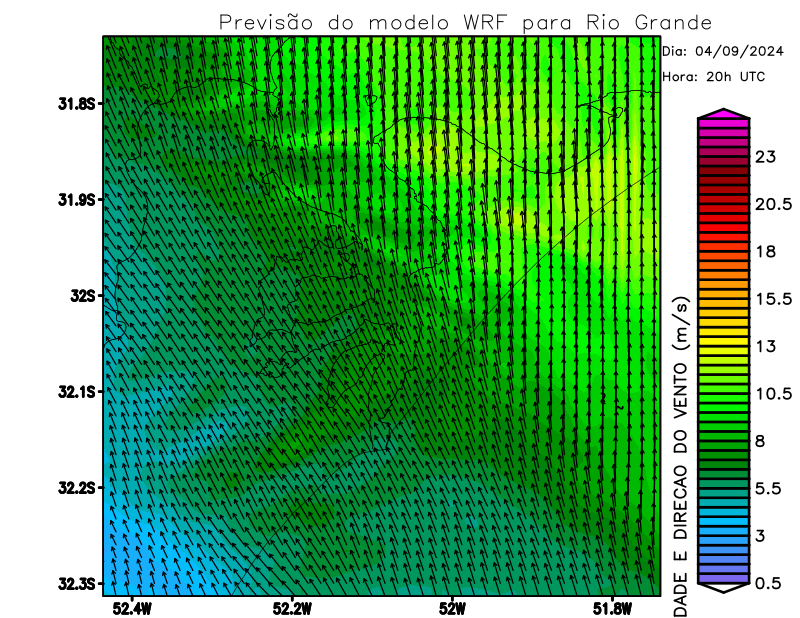 Previsão do modelo WRF para Rio Grande
Dia: 04/09/2024
Hora: 20h UTC
31.8S
31.9S
32S
32.1S
32.2S
32.3S
52.4W
52.2W
52W
51.8W
DADE E DIRECAO DO VENTO (m/s)
23
20.5
18
15.5
13
10.5
8
5.5
3
0.5